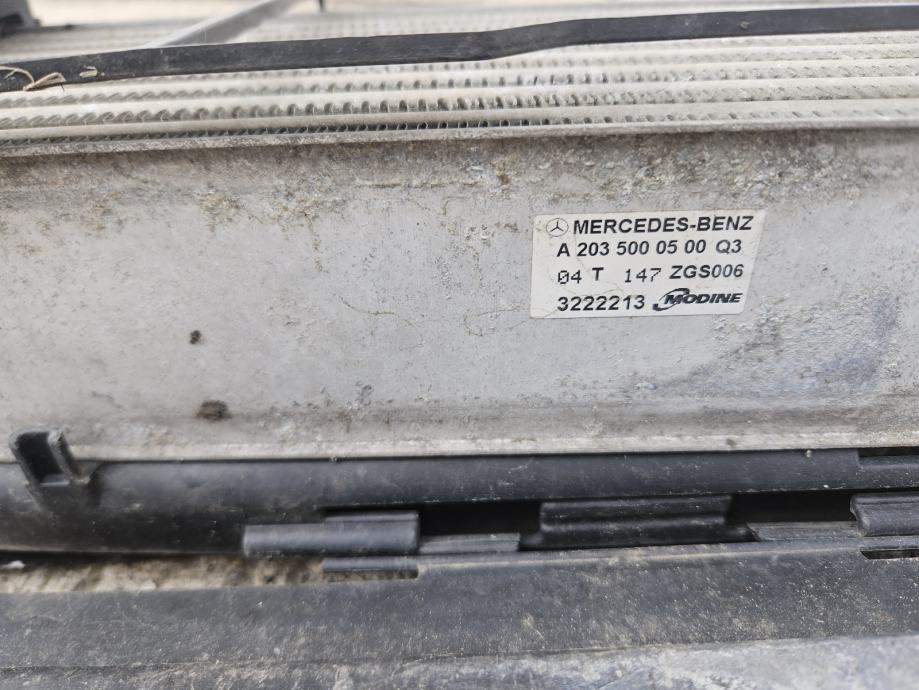 MERCEDES-BENZ
A 203 500 05 00 Q3
04 T 147 ZGS006
3222213 MODINE